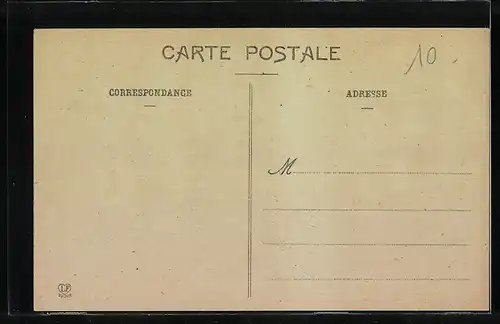 CARTE POSTALE
10
CORRESPONDANCE
ADRESSE
M